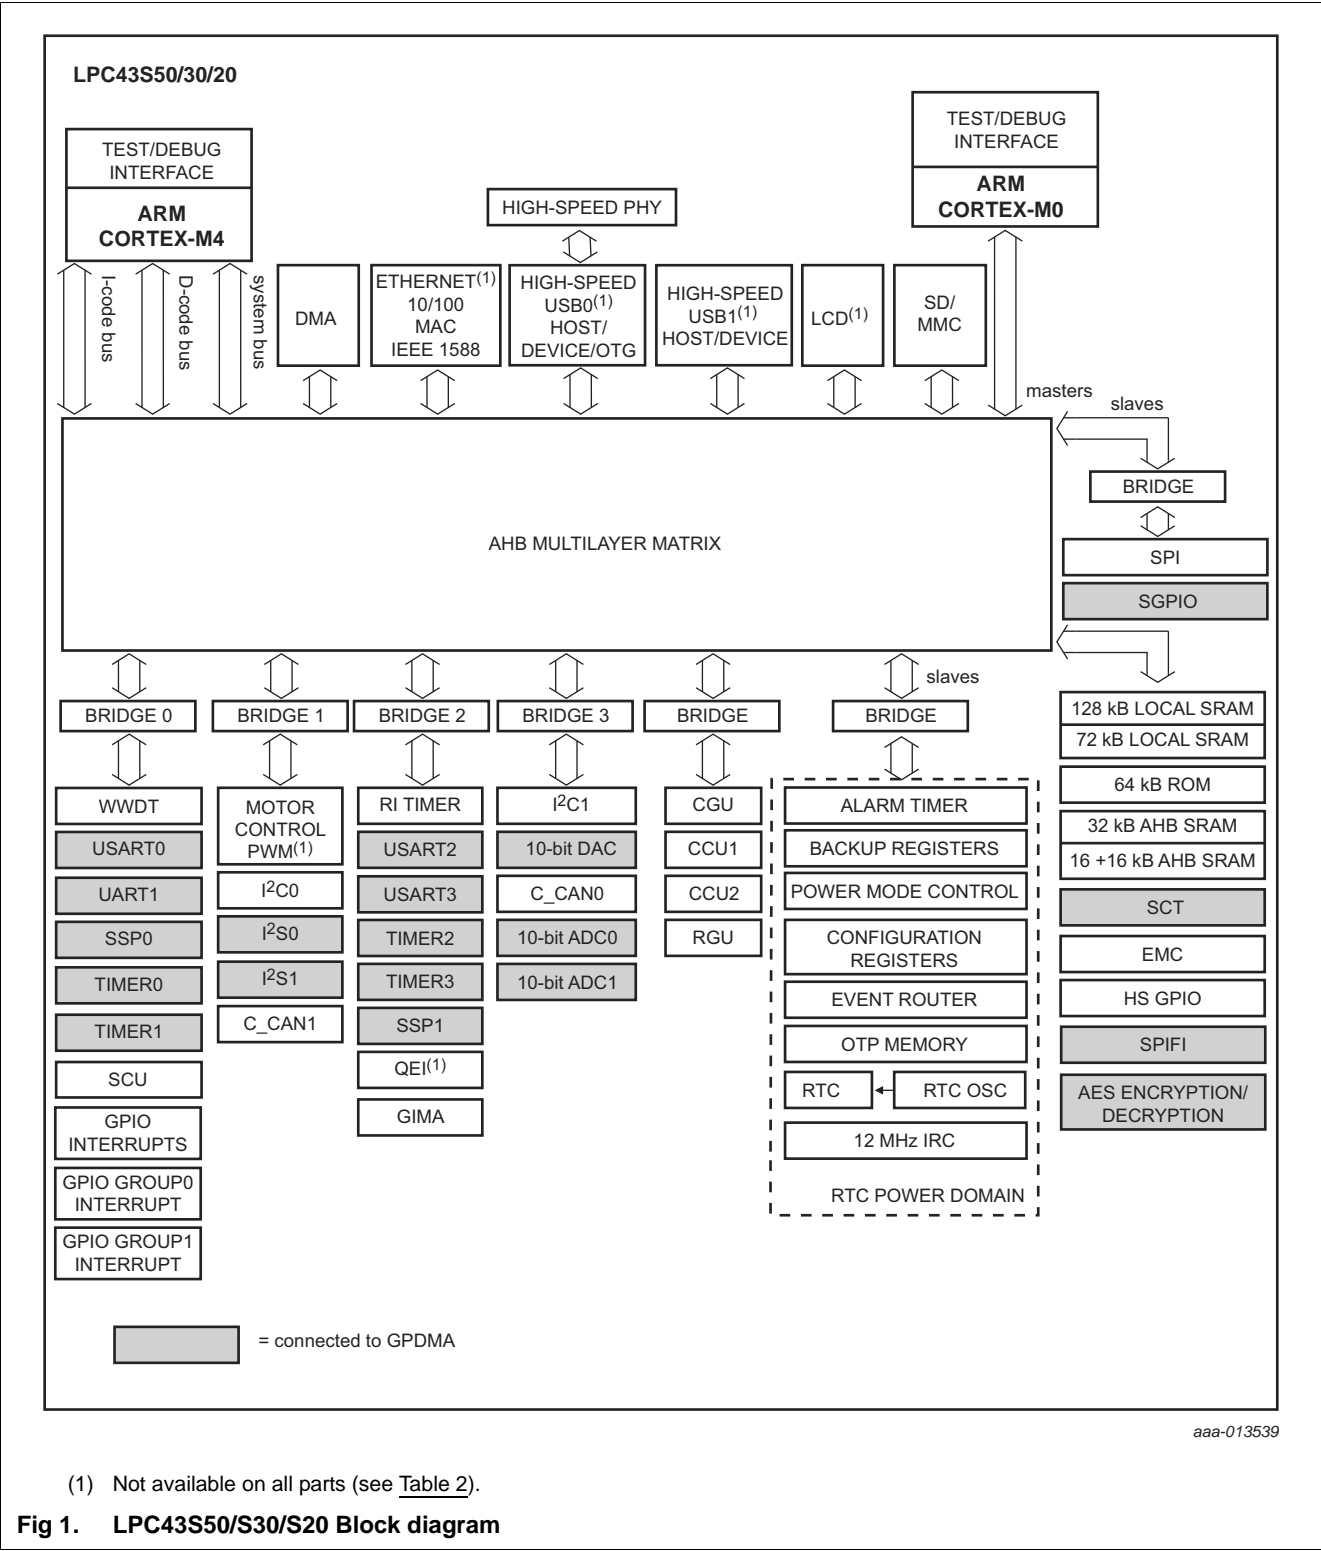 LPC43S50/30/20
TEST/DEBUG
INTERFACE
ARM
CORTEX-M4
TEST/DEBUG
INTERFACE
ARM
CORTEX-M0
HIGH-SPEED PHY
I-code bus
D-code bus
system bus
DMA
ETHERNET(1)
10/100
MAC
IEEE 1588
HIGH-SPEED
USB0(1)
HOST/
DEVICE/OTG
HIGH-SPEED
USB1(1)
HOST/DEVICE
LCD(1)
SD/
MMC
masters
slaves
BRIDGE
SPI
SGPIO
AHB MULTILAYER MATRIX
slaves
BRIDGE 0
BRIDGE 1
BRIDGE 2
BRIDGE 3
BRIDGE
BRIDGE
WWDT
USART0
UART1
SSP0
TIMER0
TIMER1
SCU
GPIO
INTERRUPTS
GPIO GROUP0
INTERRUPT
GPIO GROUP1
INTERRUPT
MOTOR
CONTROL
PWM(1)
I2C0
I2S0
I2S1
C_CAN1
RI TIMER
USART2
USART3
TIMER2
TIMER3
SSP1
QEI(1)
GIMA
I2C1
10-bit DAC
C_CAN0
10-bit ADC0
10-bit ADC1
CGU
CCU1
CCU2
RGU
ALARM TIMER
BACKUP REGISTERS
POWER MODE CONTROL
CONFIGURATION
REGISTERS
EVENT ROUTER
OTP MEMORY
RTC
RTC OSC
12 MHz IRC
RTC POWER DOMAIN
128 kB LOCAL SRAM
72 kB LOCAL SRAM
64 kB ROM
32 kB AHB SRAM
16 +16 kB AHB SRAM
SCT
EMC
HS GPIO
SPIFI
AES ENCRYPTION/
DECRYPTION
= connected to GPDMA
aaa-013539
(1) Not available on all parts (see Table 2).
Fig 1. LPC43S50/S30/S20 Block diagram